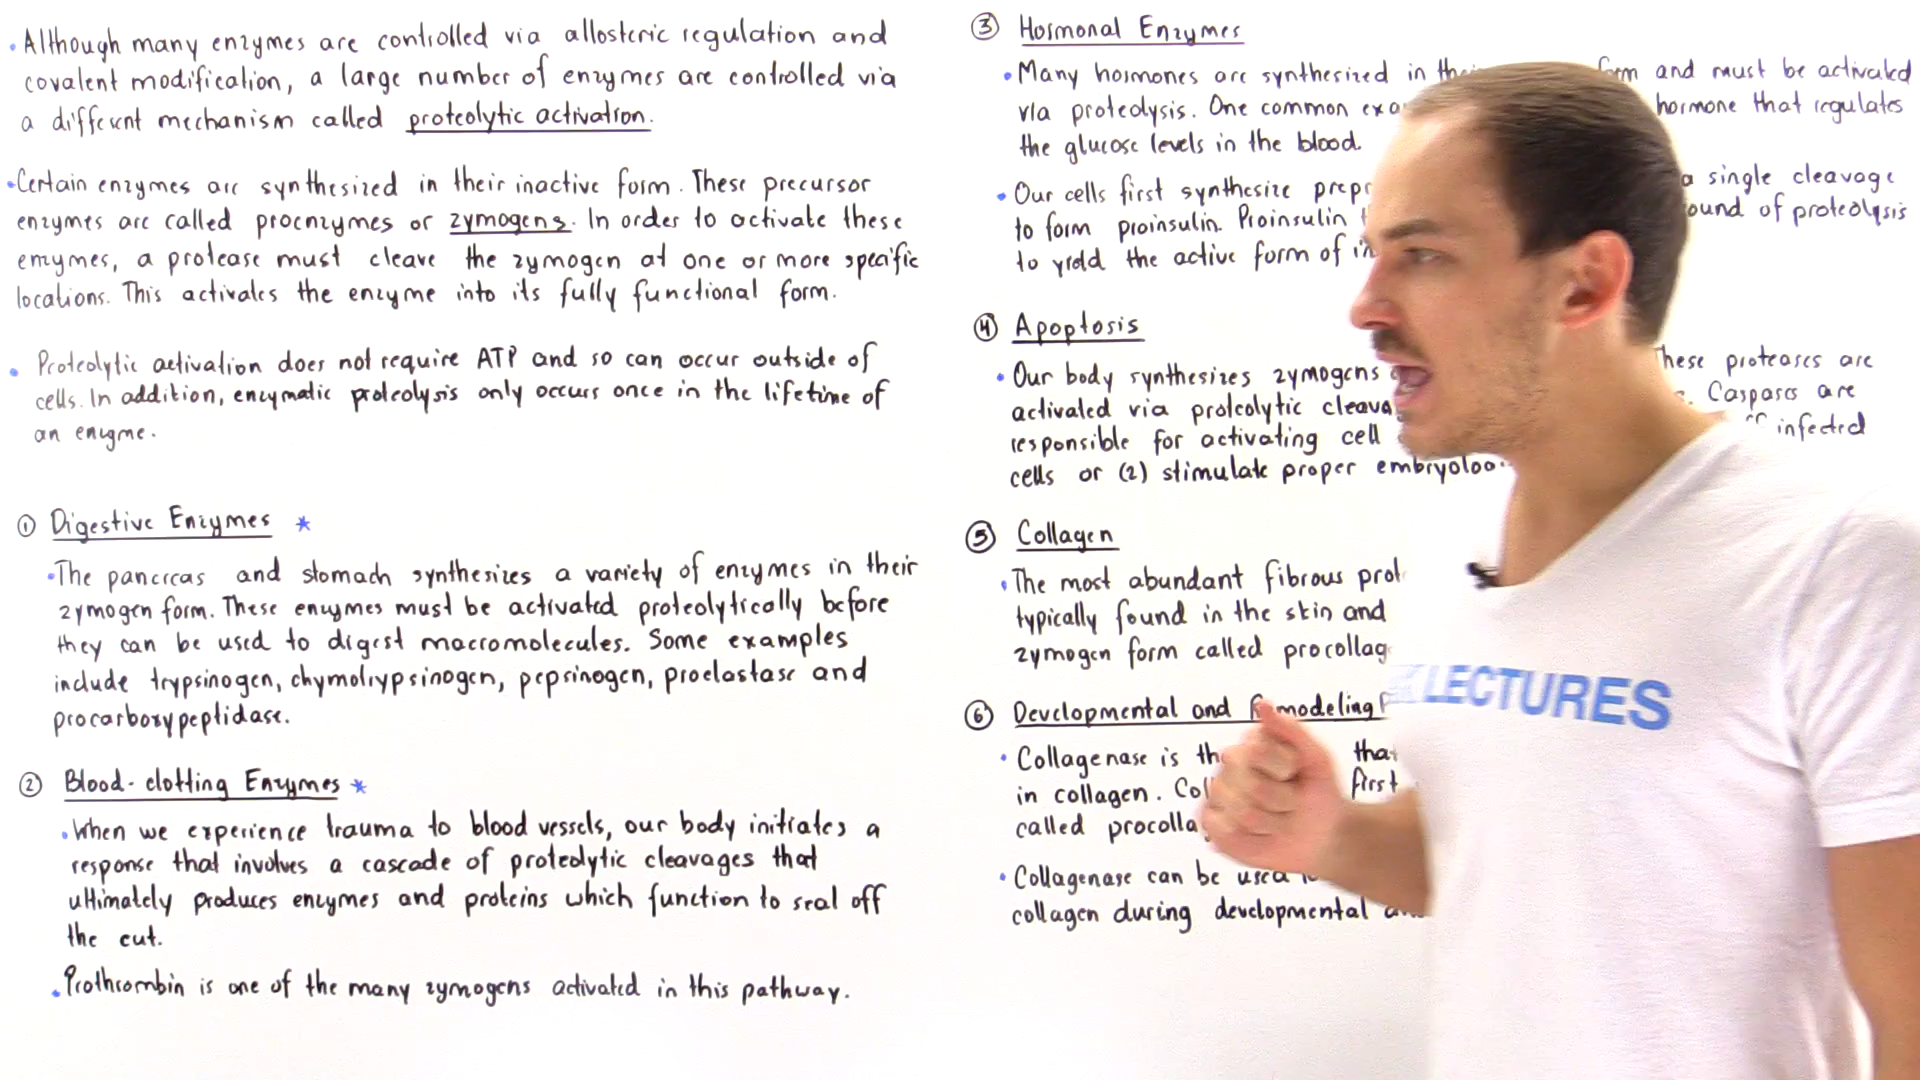 • Although many enzymes are controlled via allosteric regulation and
covalent modification, a large number of enzymes are controlled via
a different mechanism called proteolytic activation.
• Certain enzymes are synthesized in their inactive form. These precursor
enzymes are called proenzymes or zymogens. In order to activate these
enzymes, a protease must cleave the zymogen at one or more specific
locations. This activates the enzyme into its fully functional form.
• Proteolytic activation does not require ATP and so can occur outside of
cells. In addition, enzymatic proteolysis only occurs once in the lifetime of
an enzyme.
① Digestive Enzymes *
• The pancreas and stomach synthesizes a variety of enzymes in their
zymogen form. These enzymes must be activated proteolytically before
they can be used to digest macromolecules. Some examples
include trypsinogen, chymotrypsinogen, pepsinogen, proelastase and
procarboxypeptidase.
② Blood-clotting Enzymes *
• When we experience trauma to blood vessels, our body initiates a
response that involves a cascade of proteolytic cleavages that
ultimately produces enzymes and proteins which function to seal off
the cut.
• Prothrombin is one of the many zymogens activated in this pathway.
③ Hormonal Enzymes
• Many hormones are synthesized in their form and must be activated
via proteolysis. One common hormone that regulates
the glucose levels in the blood.
• Our cells first synthesize a single cleavage
to form proinsulin. Proinsulin of proteolysis
to yield the active form of
④ Apoptosis
• Our body synthesizes zymogens These proteases are
activated via proteolytic Caspases are
responsible for activating cell infected
cells or (2) stimulate proper
⑤ Collagen
• The most abundant fibrous
typically found in the skin and
zymogen form called
⑥ Developmental and Remodeling
• Collagenase is that
in collagen. first
called
• Collagenase can be used
collagen during developmental
LECTURES